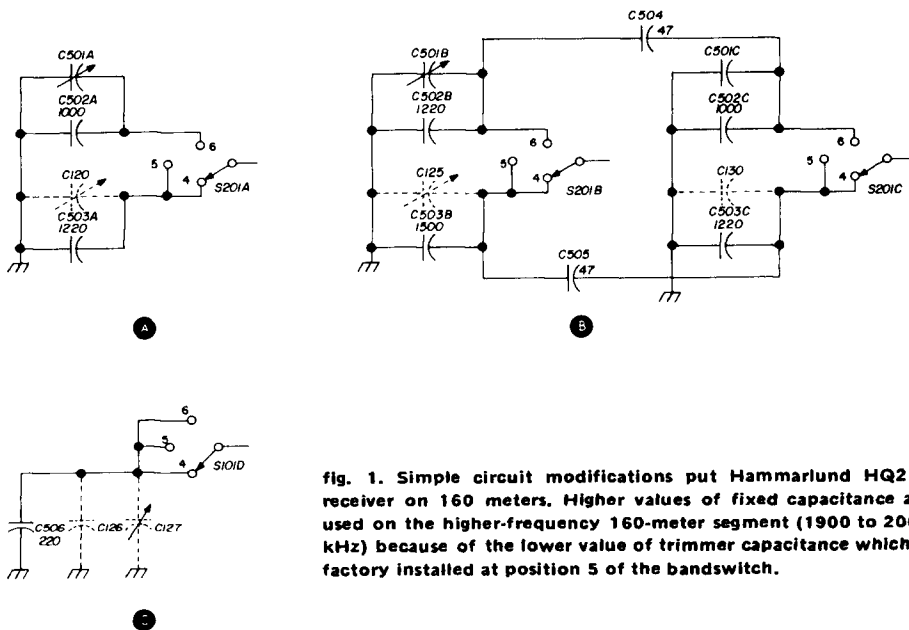 C501A
C502A
1000
C120
C503A
1220
6
5
4
S201A
A
C504
47
C501B
C502B
1220
C125
C503B
1500
6
5
4
S201B
C505
47
C501C
C502C
1000
C130
C503C
1220
6
5
4
S201C
B
6
5
4
S101D
C506
220
C126
C127
C
fig. 1. Simple circuit modifications put Hammarlund HQ2
receiver on 160 meters. Higher values of fixed capacitance a
used on the higher-frequency 160-meter segment (1900 to 200
kHz) because of the lower value of trimmer capacitance which
factory installed at position 5 of the bandswitch.